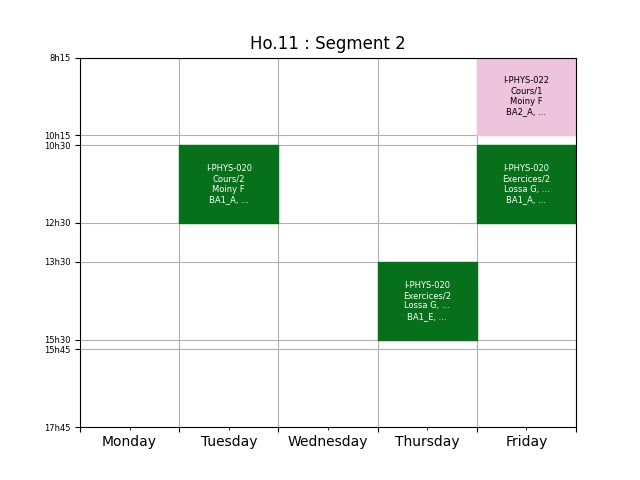 Ho.11 : Segment 2
8h15
I-PHYS-022
Cours/1
Moiny F
BA2_A, ...
10h15
10h30
I-PHYS-020
Cours/2
Moiny F
BA1_A, ...
I-PHYS-020
Exercices/2
Lossa G, ...
BA1_A, ...
12h30
13h30
I-PHYS-020
Exercices/2
Lossa G, ...
BA1_E, ...
15h30
15h45
17h45
Monday Tuesday Wednesday Thursday Friday